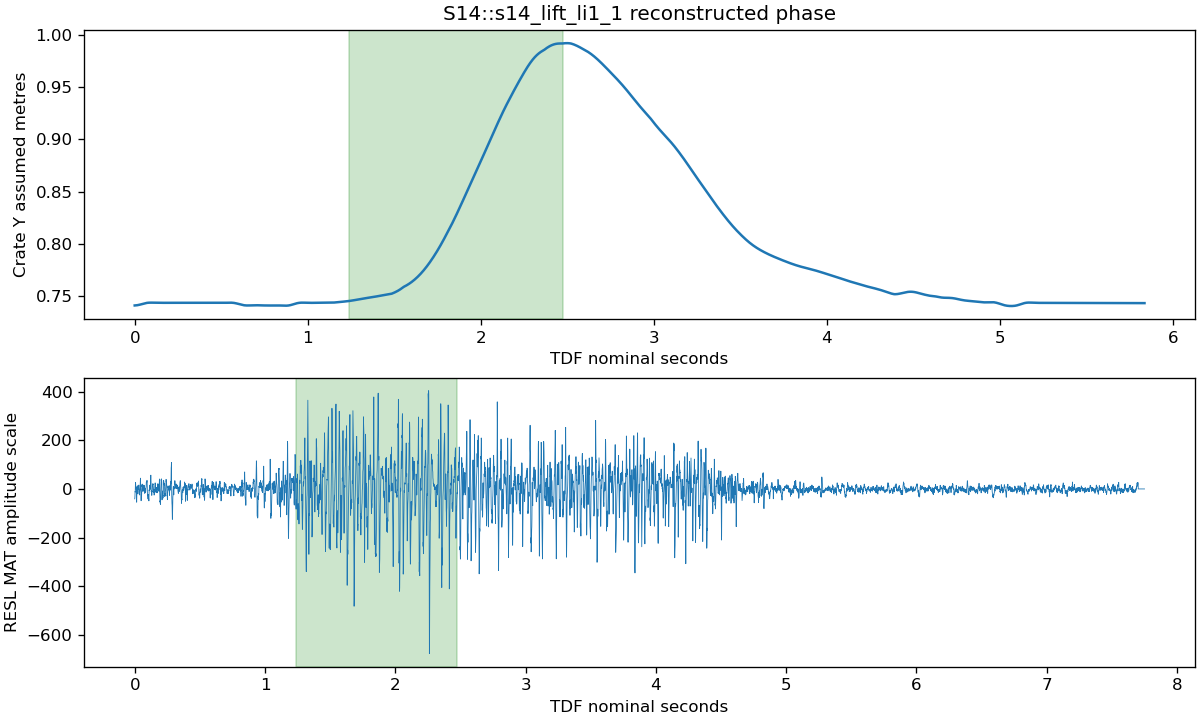 S14::s14_lift_li1_1 reconstructed phase
Crate Y assumed metres
1.00
0.95
0.90
0.85
0.80
0.75
0 1 2 3 4 5 6
TDF nominal seconds
RESL MAT amplitude scale
400
200
0
−200
−400
−600
0 1 2 3 4 5 6 7 8
TDF nominal seconds